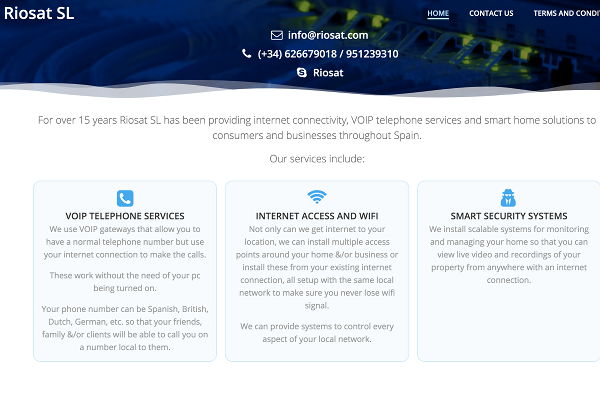 Riosat SL
HOME
CONTACT US
TERMS AND CONDI
info@riosat.com
(+34) 626679018 / 951239310
Riosat
For over 15 years Riosat SL has been providing internet connectivity, VOIP telephone services and smart home solutions to
consumers and businesses throughout Spain.
Our services include:
VOIP TELEPHONE SERVICES
We use VOIP gateways that allow you to
have a normal telephone number but use
your internet connection to make the calls.
These work without the need of your pc
being turned on.
Your phone number can be Spanish, British,
Dutch, German, etc. so that your friends,
family &/or clients will be able to call you on
a number local to them.
INTERNET ACCESS AND WIFI
Not only can we get internet to your
location, we can install multiple access
points around your home &/or business or
install these from your existing internet
connection, all setup with the same local
network to make sure you never lose wifi
signal.
We can provide systems to control every
aspect of your local network.
SMART SECURITY SYSTEMS
We install scalable systems for monitoring
and managing your home so that you can
view live video and recordings of your
property from anywhere with an internet
connection.